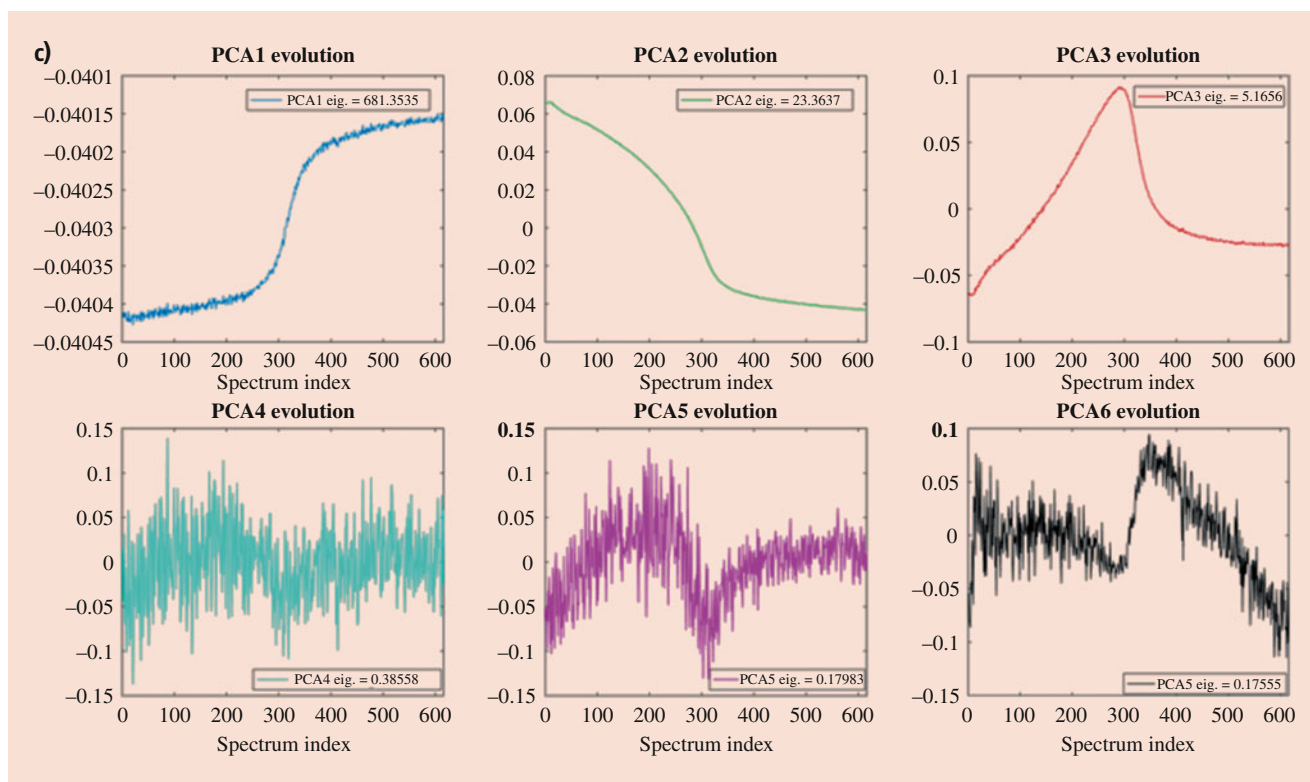 c)
PCA1 evolution
–0.0401
–0.04015
–0.0402
–0.04025
–0.0403
–0.04035
–0.0404
–0.04045
PCA1 eig. = 681.3535
0 100 200 300 400 500 600
Spectrum index
PCA2 evolution
0.08
0.06
0.04
0.02
0
–0.02
–0.04
–0.06
PCA2 eig. = 23.3637
0 100 200 300 400 500 600
Spectrum index
PCA3 evolution
0.1
0.05
0
–0.05
–0.1
PCA3 eig. = 5.1656
0 100 200 300 400 500 600
Spectrum index
PCA4 evolution
0.15
0.1
0.05
0
–0.05
–0.1
–0.15
PCA4 eig. = 0.38558
0 100 200 300 400 500 600
Spectrum index
PCA5 evolution
0.15
0.1
0.05
0
–0.05
–0.1
–0.15
PCA5 eig. = 0.17983
0 100 200 300 400 500 600
Spectrum index
PCA6 evolution
0.1
0.05
0
–0.05
–0.1
–0.15
PCA5 eig. = 0.17555
0 100 200 300 400 500 600
Spectrum index